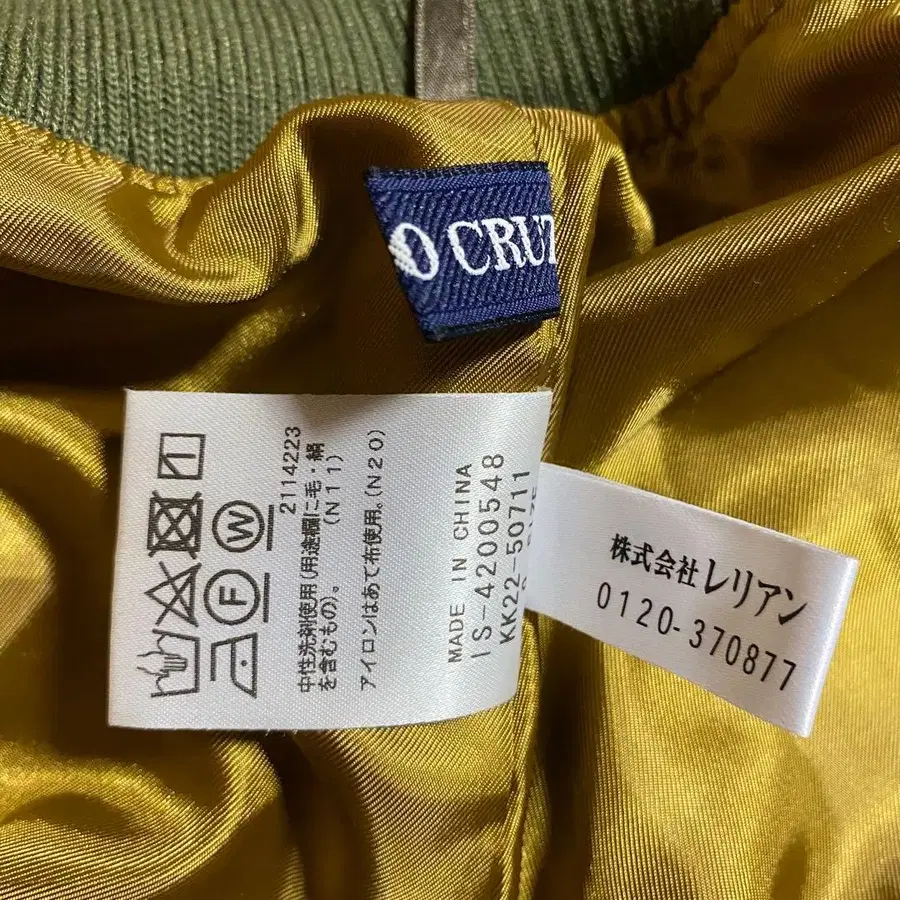 O CRUZ
2114223
中性洗剤使用(用途欄に毛・絹
を含むもの)。 (N11)
アイロンはあて布使用。(N20)
MADE IN CHINA
IS-4200548
KK22-50711
株式会社レリアン
0120-370877
W
F